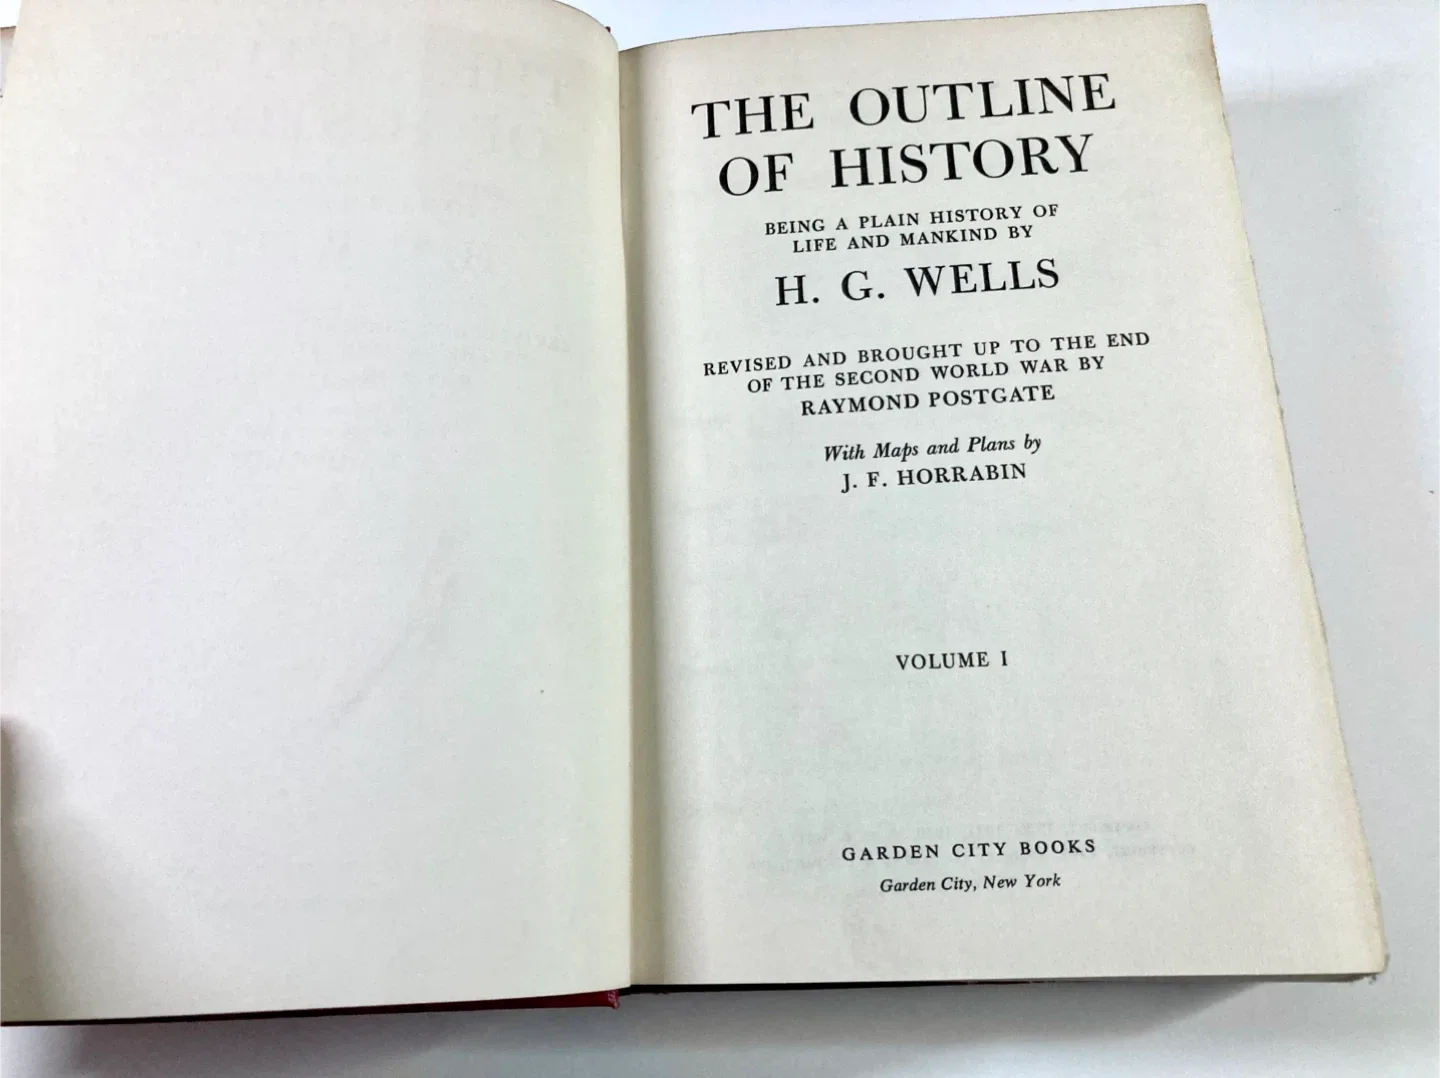 THE OUTLINE
OF HISTORY
BEING A PLAIN HISTORY OF
LIFE AND MANKIND BY
H. G. WELLS
REVISED AND BROUGHT UP TO THE END
OF THE SECOND WORLD WAR BY
RAYMOND POSTGATE
With Maps and Plans by
J. F. HORRABIN
VOLUME I
GARDEN CITY BOOKS
Garden City, New York